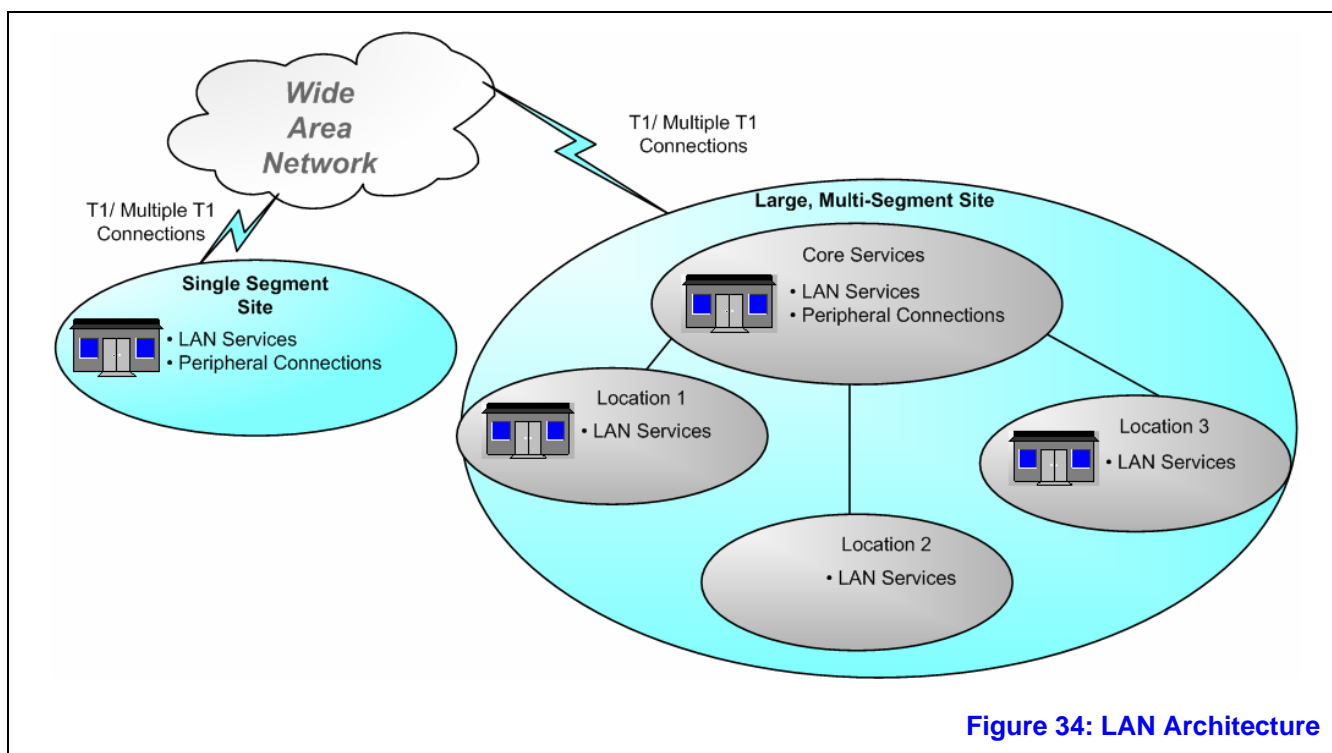 Wide
Area
Network
T1/ Multiple T1
Connections
T1/ Multiple T1
Connections
Single Segment
Site
• LAN Services
• Peripheral Connections
Large, Multi-Segment Site
Core Services
• LAN Services
• Peripheral Connections
Location 1
• LAN Services
Location 3
• LAN Services
Location 2
• LAN Services
Figure 34: LAN Architecture